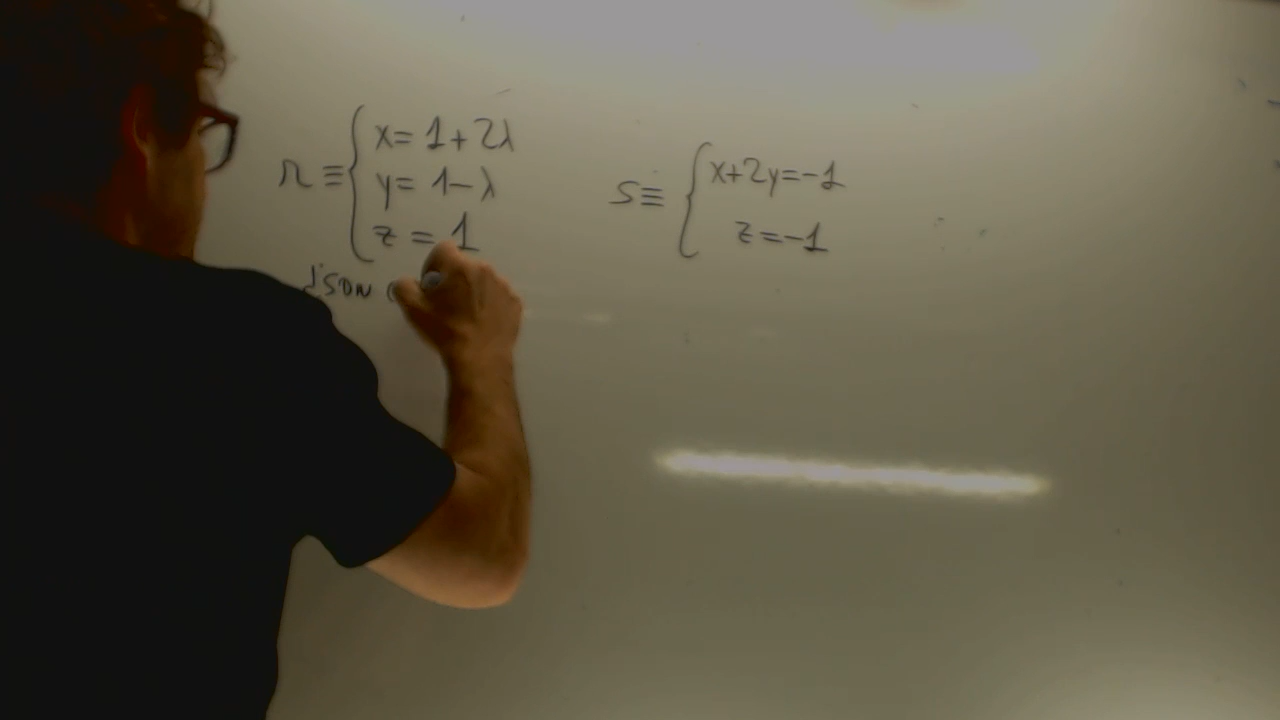 r ≡ { x = 1 + 2λ
y = 1 - λ
z = 1
s ≡ { x + 2y = -1
z = -1
¿SON